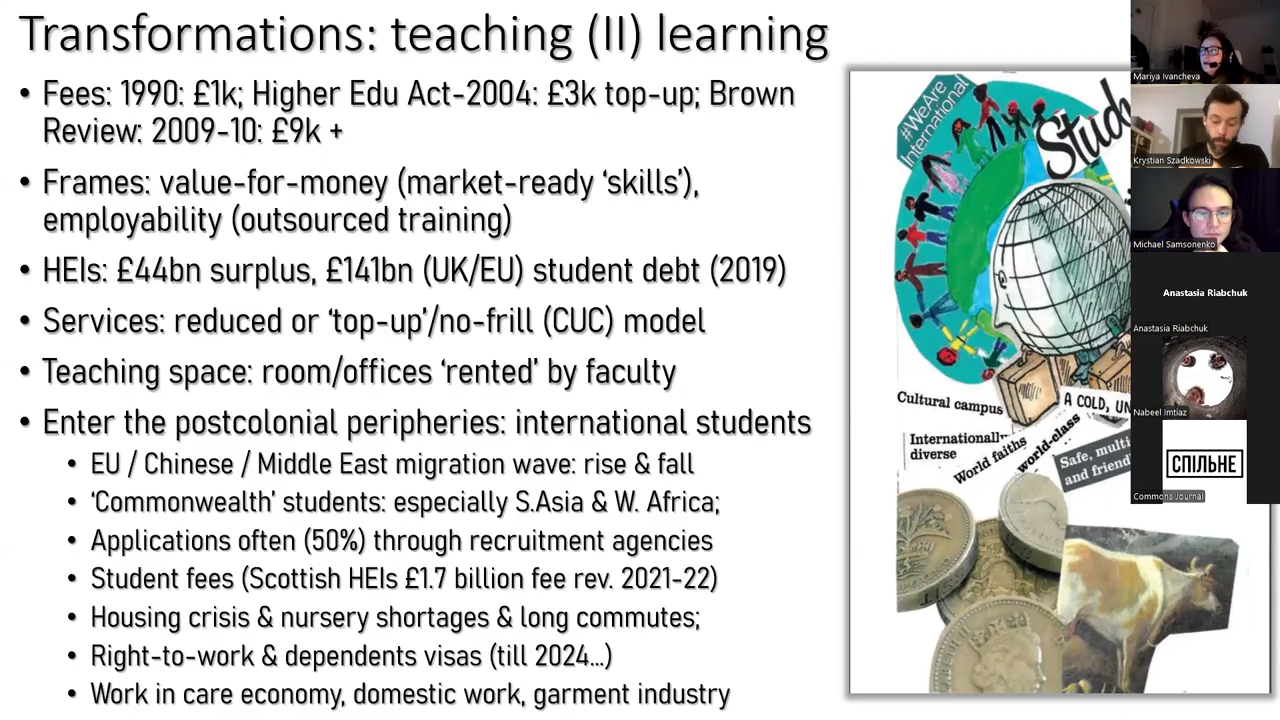 Transformations: teaching (II) learning
• Fees: 1990: £1k; Higher Edu Act-2004: £3k top-up; Brown
Review: 2009-10: £9k +
• Frames: value-for-money (market-ready ‘skills’),
employability (outsourced training)
• HEIs: £44bn surplus, £141bn (UK/EU) student debt (2019)
• Services: reduced or ‘top-up’/no-frill (CUC) model
• Teaching space: room/offices ‘rented’ by faculty
• Enter the postcolonial peripheries: international students
• EU / Chinese / Middle East migration wave: rise & fall
• ‘Commonwealth’ students: especially S.Asia & W. Africa;
• Applications often (50%) through recruitment agencies
• Student fees (Scottish HEIs £1.7 billion fee rev. 2021-22)
• Housing crisis & nursery shortages & long commutes;
• Right-to-work & dependents visas (till 2024…)
• Work in care economy, domestic work, garment industry
#WeAre
International
Stud
Cultural campus
A COLD, UN
Internationally
diverse
World faiths
world-class
Safe, multi
and friend
Mariya Ivancheva
Krystian Szadkowski
Michael Samsonenko
Anastasia Riabchuk
Anastasia Riabchuk
Nabeel Imtiaz
СПІЛЬНЕ
Commons Journal